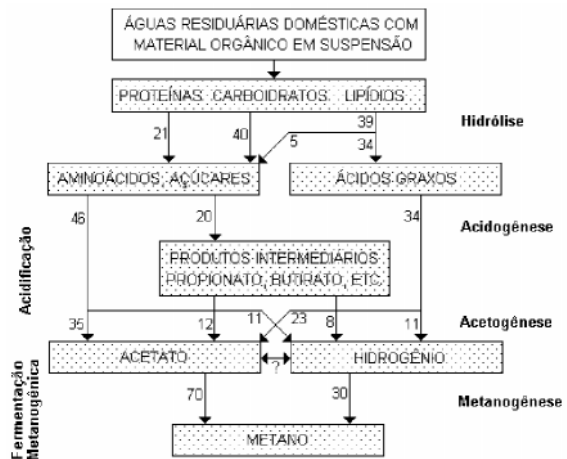 ÁGUAS RESIDUÁRIAS DOMÉSTICAS COM
MATERIAL ORGÂNICO EM SUSPENSÃO
PROTEÍNAS CARBOIDRATOS LIPÍDIOS
Hidrólise
21
40
39
5
34
AMINOÁCIDOS, AÇÚCARES
ÁCIDOS GRAXOS
46
20
34
Acidogênese
PRODUTOS INTERMEDIÁRIOS
PROPIONATO, BUTIRATO, ETC
Acidificação
35
12
11
23
8
11
Acetogênese
ACETATO
?
HIDROGÊNIO
Fermentação
Metanogênica
70
30
Metanogênese
METANO